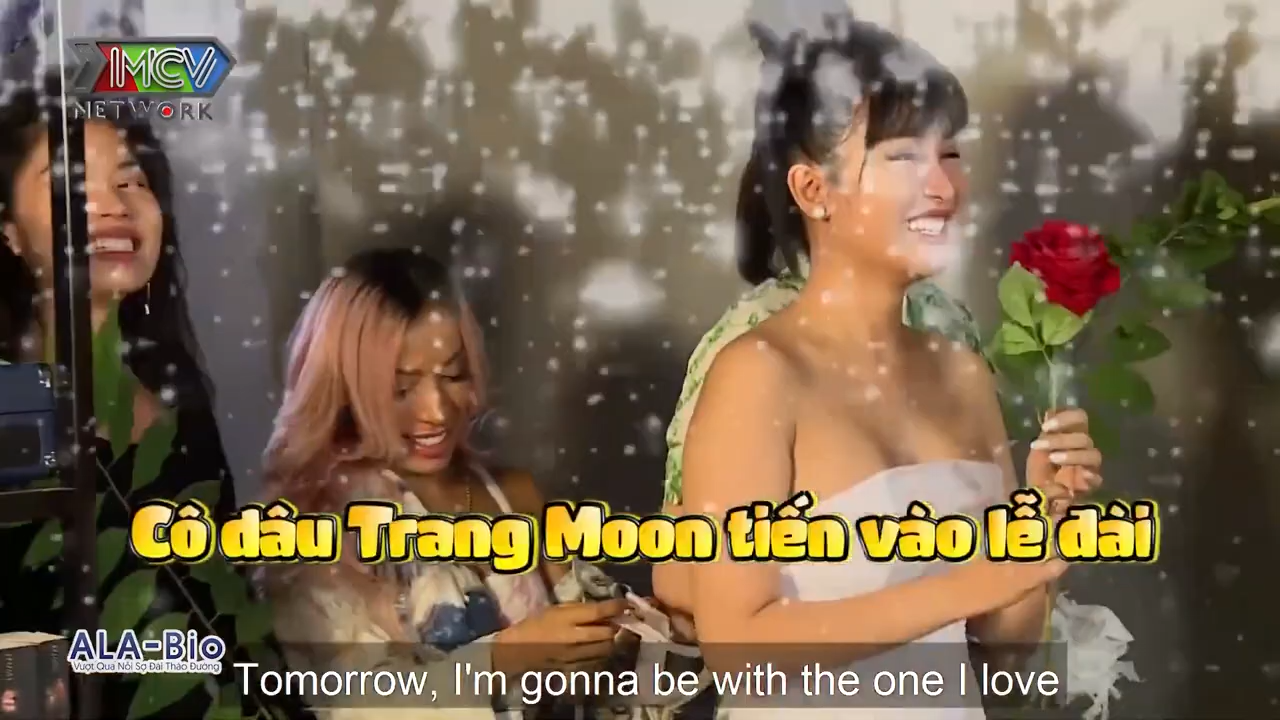 MCV
NETWORK
Cô dâu Trang Moon tiến vào lễ đài
ALA-Bio
Vượt Qua Nỗi Sợ Đái Tháo Đường
Tomorrow, I'm gonna be with the one I love